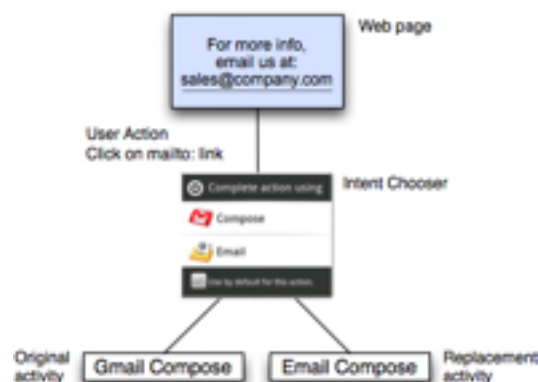 Web page
For more info,
email us at:
sales@company.com
User Action
Click on mailto: link
Complete action using
Intent Chooser
Compose
Email
Use by default for this action.
Original
activity
Gmail Compose
Email Compose
Replacement
activity